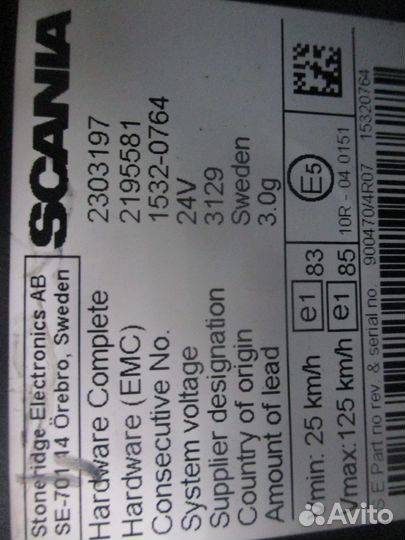 Stoneridge Electronics AB
SE-701 14 Örebro, Sweden
SCANIA
Hardware Complete 2303197
Hardware (EMC) 2195581
Consecutive No. 1532-0764
System voltage 24V
Supplier designation 3129
Country of origin Sweden
Amount of lead 3.0g
min: 25 km/h e1 83
max: 125 km/h e1 85
E5
10R - 04 0151
S E Part no rev. & serial no. 900470/4R07 15320764
Avito